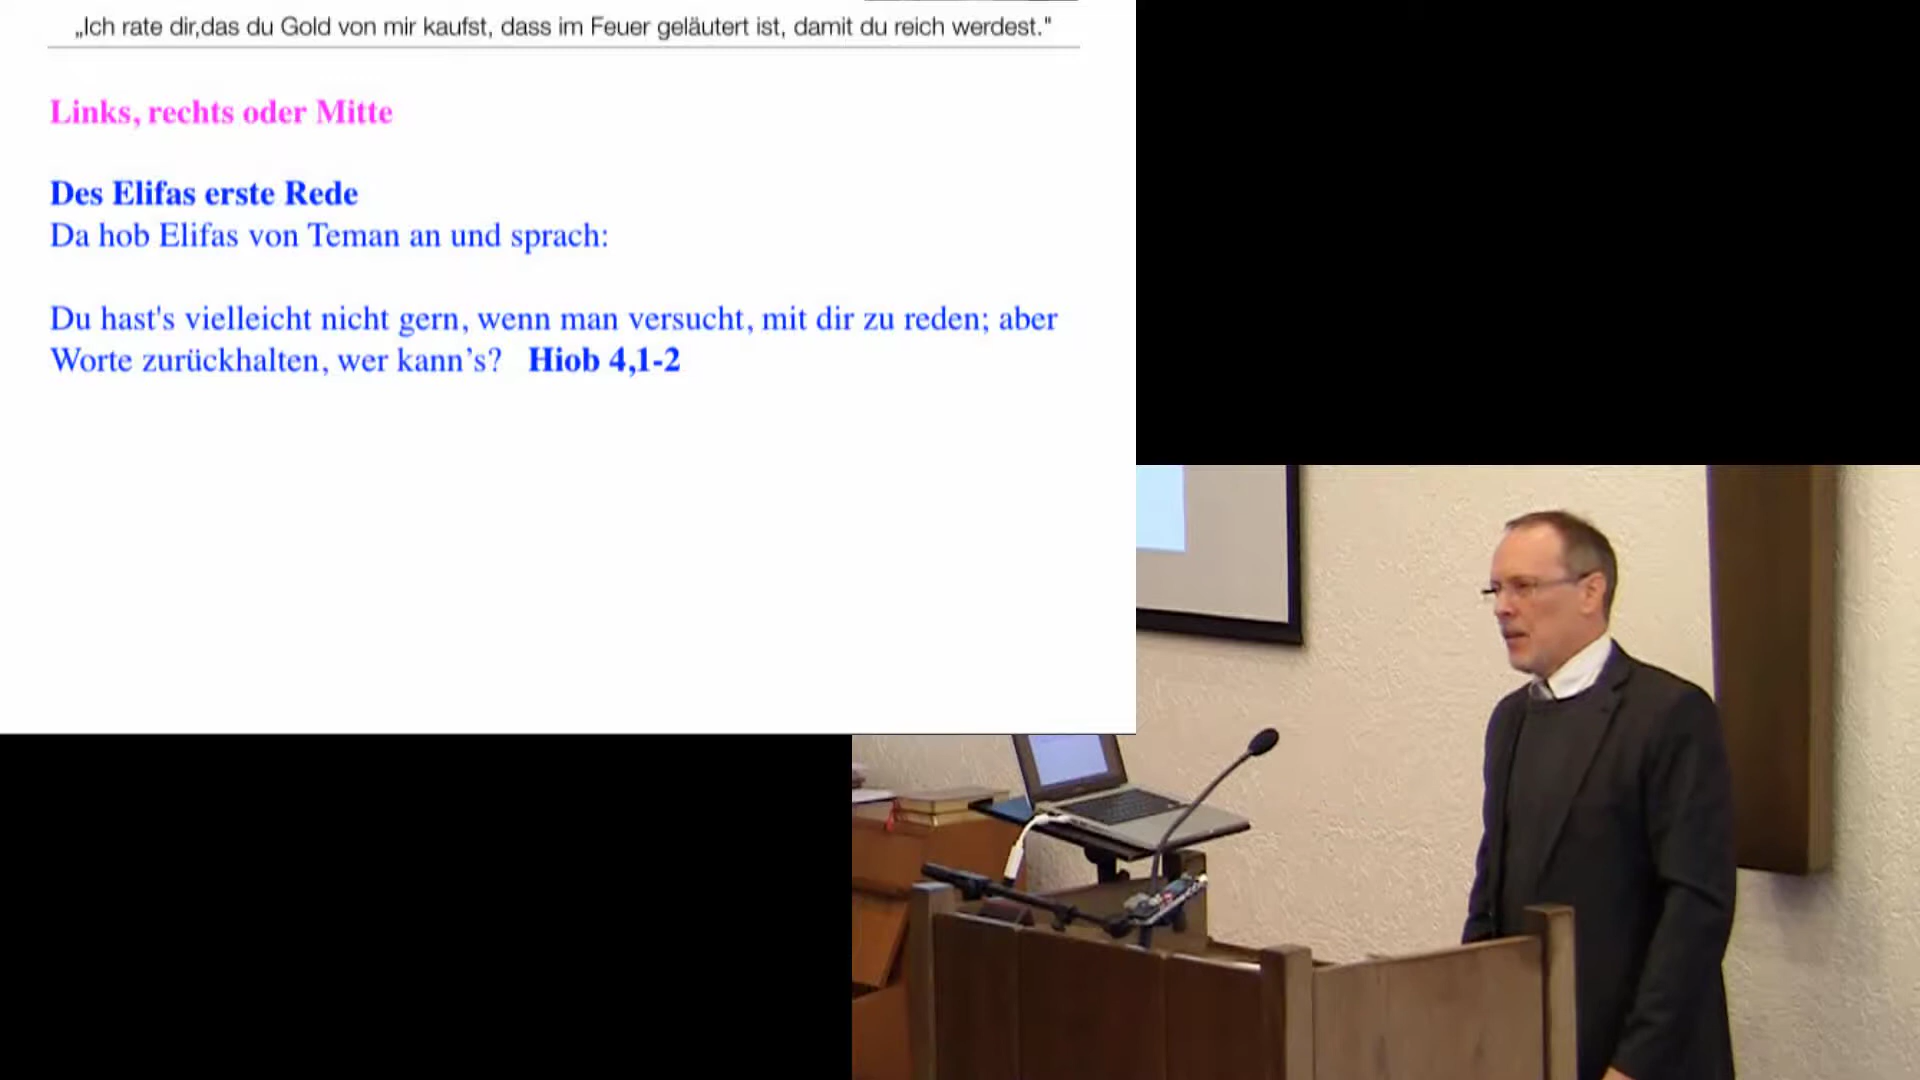 „Ich rate dir,das du Gold von mir kaufst, dass im Feuer geläutert ist, damit du reich werdest."
Links, rechts oder Mitte
Des Elifas erste Rede
Da hob Elifas von Teman an und sprach:
Du hast's vielleicht nicht gern, wenn man versucht, mit dir zu reden; aber
Worte zurückhalten, wer kann’s?   Hiob 4,1-2